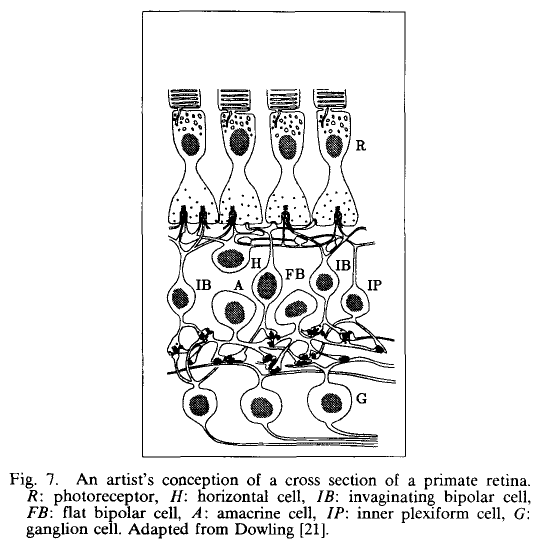 R
H
FB
IB
IB
A
IP
G
Fig. 7. An artist's conception of a cross section of a primate retina.
R: photoreceptor, H: horizontal cell, IB: invaginating bipolar cell,
FB: flat bipolar cell, A: amacrine cell, IP: inner plexiform cell, G:
ganglion cell. Adapted from Dowling [21].